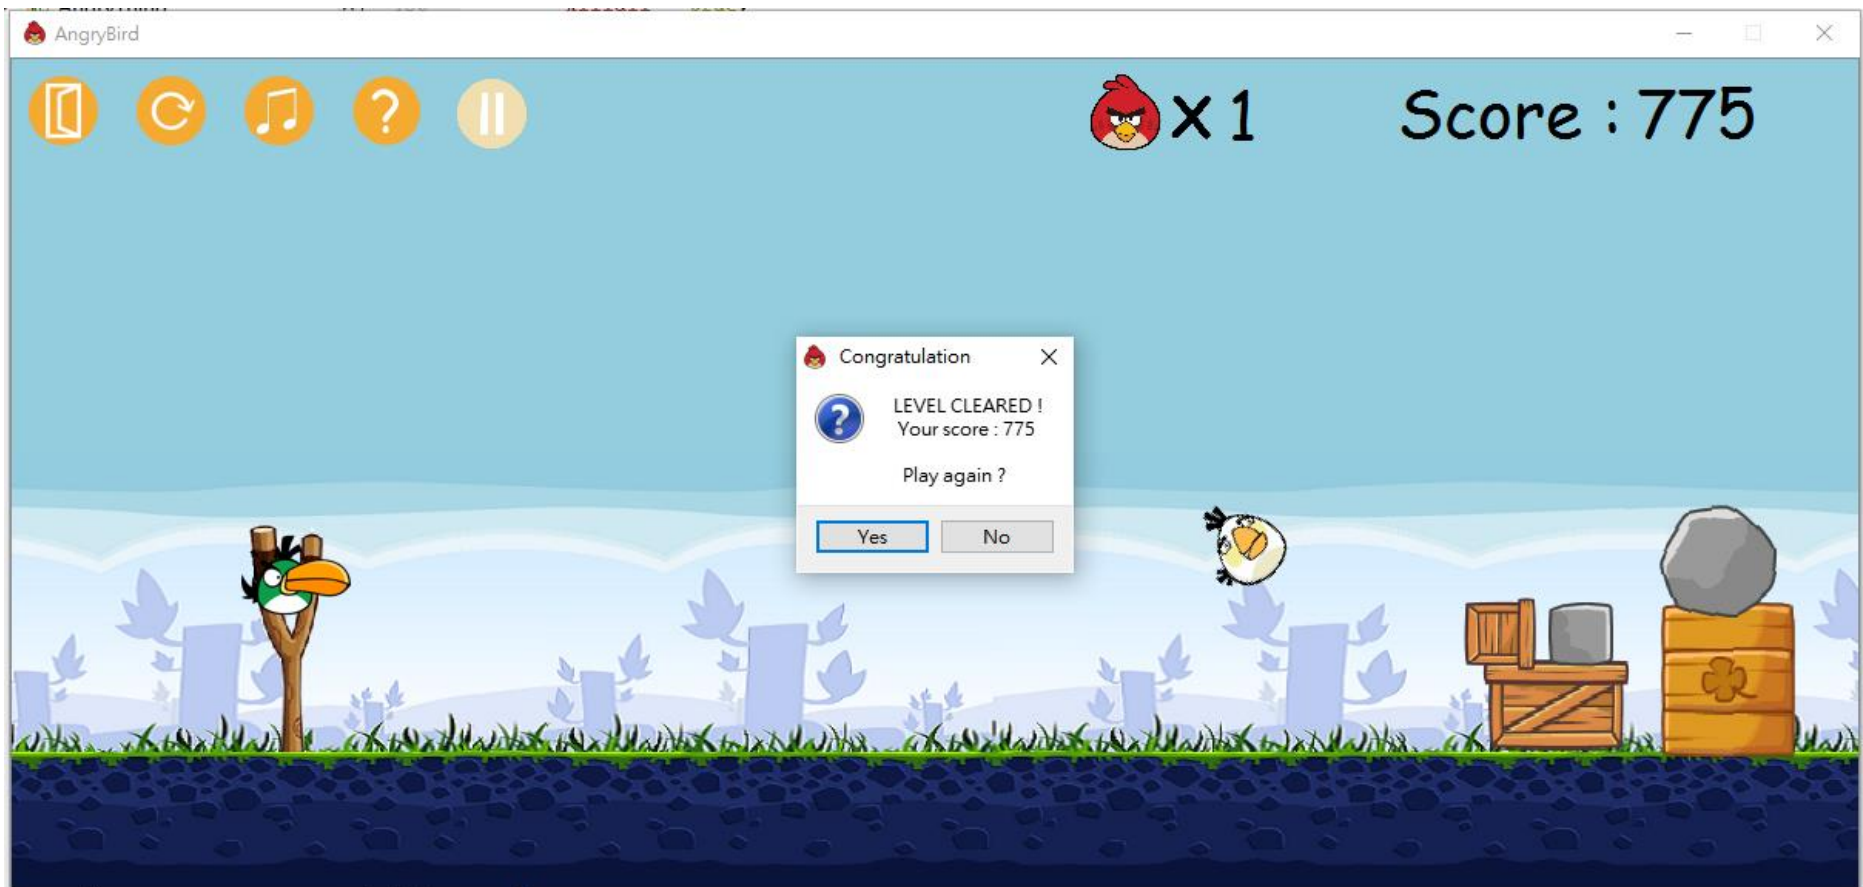 AngryBird
X 1
Score : 775
Congratulation
LEVEL CLEARED !
Your score : 775
Play again ?
Yes
No